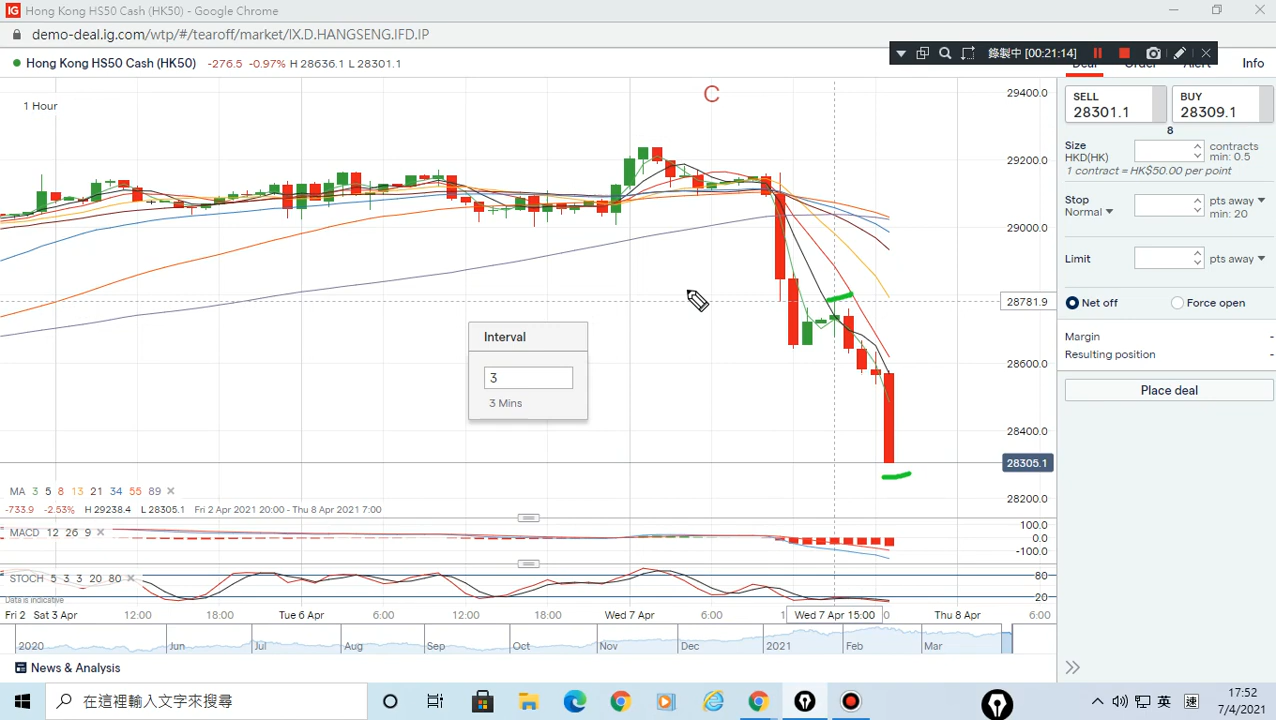 IG Hong Kong HS50 Cash (HK50) - Google Chrome
demo-deal.ig.com/wtp/#/tearoff/market/IX.D.HANGSENG.IFD.IP
錄製中 [00:21:14]
Hong Kong HS50 Cash (HK50) -276.5 -0.97% H 28636.1 L 28301.1
Info
1 Hour
C
29400.0
29200.0
29000.0
28781.9
28600.0
28400.0
28305.1
28200.0
SELL
28301.1
BUY
28309.1
8
Size
HKD(HK)
contracts
min: 0.5
1 contract = HK$50.00 per point
Stop
Normal
pts away
min: 20
Limit
pts away
Net off
Force open
Margin -
Resulting position -
Place deal
Interval
3
3 Mins
MA 3 5 8 13 21 34 55 89
-733.9 -2.53% H 29238.4 L 28305.1 Fri 2 Apr 2021 20:00 - Thu 8 Apr 2021 7:00
MACD 12 26 9
100.0
0.0
-100.0
STOCH 5 3 3 20 80
80
20
Data is indicative
Fri 2 Sat 3 Apr 12:00 18:00 Tue 6 Apr 6:00 12:00 18:00 Wed 7 Apr 6:00 Wed 7 Apr 15:00 Thu 8 Apr 6:00
2020 Jun Jul Aug Sep Oct Nov Dec 2021 Feb Mar
News & Analysis
在這裡輸入文字來搜尋
英
17:52
7/4/2021